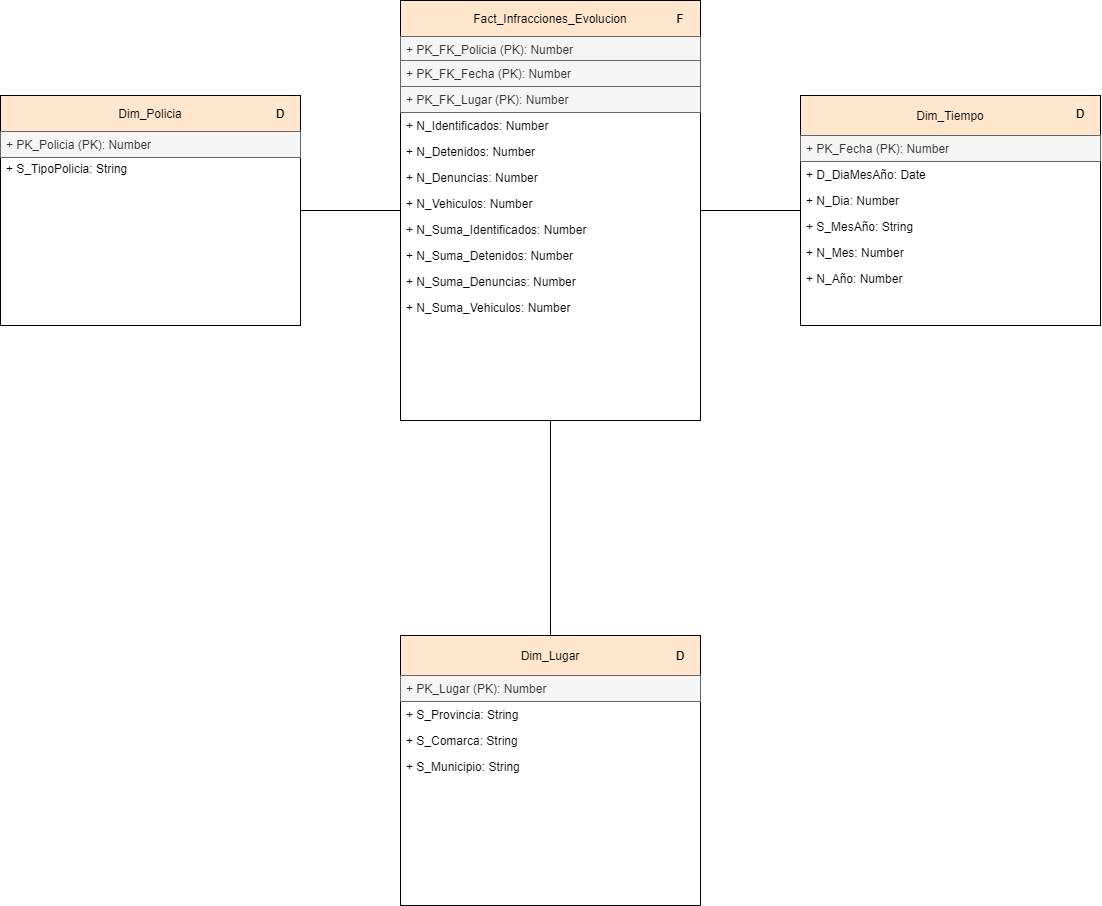 Fact_Infracciones_Evolucion F
+ PK_FK_Policia (PK): Number
+ PK_FK_Fecha (PK): Number
+ PK_FK_Lugar (PK): Number
+ N_Identificados: Number
+ N_Detenidos: Number
+ N_Denuncias: Number
+ N_Vehiculos: Number
+ N_Suma_Identificados: Number
+ N_Suma_Detenidos: Number
+ N_Suma_Denuncias: Number
+ N_Suma_Vehiculos: Number
Dim_Policia D
+ PK_Policia (PK): Number
+ S_TipoPolicia: String
Dim_Tiempo D
+ PK_Fecha (PK): Number
+ D_DiaMesAño: Date
+ N_Dia: Number
+ S_MesAño: String
+ N_Mes: Number
+ N_Año: Number
Dim_Lugar D
+ PK_Lugar (PK): Number
+ S_Provincia: String
+ S_Comarca: String
+ S_Municipio: String